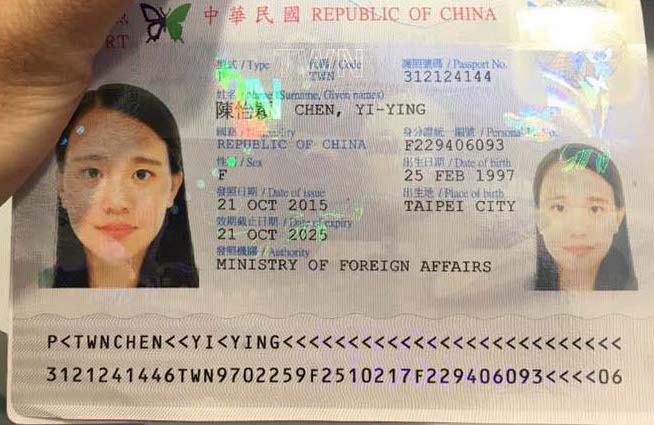 中華民國 REPUBLIC OF CHINA
RT
型式 / Type 代碼 / Code 護照號碼 / Passport No.
TWN 312124144
姓名 / Name (Surname, Given names)
陳怡穎 CHEN, YI-YING
國籍 / Nationality 身分證統一編號 / Personal Id. No.
REPUBLIC OF CHINA F229406093
性別 / Sex 出生日期 / Date of birth
F 25 FEB 1997
發照日期 / Date of issue 出生地 / Place of birth
21 OCT 2015 TAIPEI CITY
效期截止日期 / Date of expiry
21 OCT 2025
發照機關 / Authority
MINISTRY OF FOREIGN AFFAIRS
P<TWNCHEN<<YI<YING<<<<<<<<<<<<<<<<<<<<<<<<<<
3121241446TWN9702259F2510217F229406093<<<<06